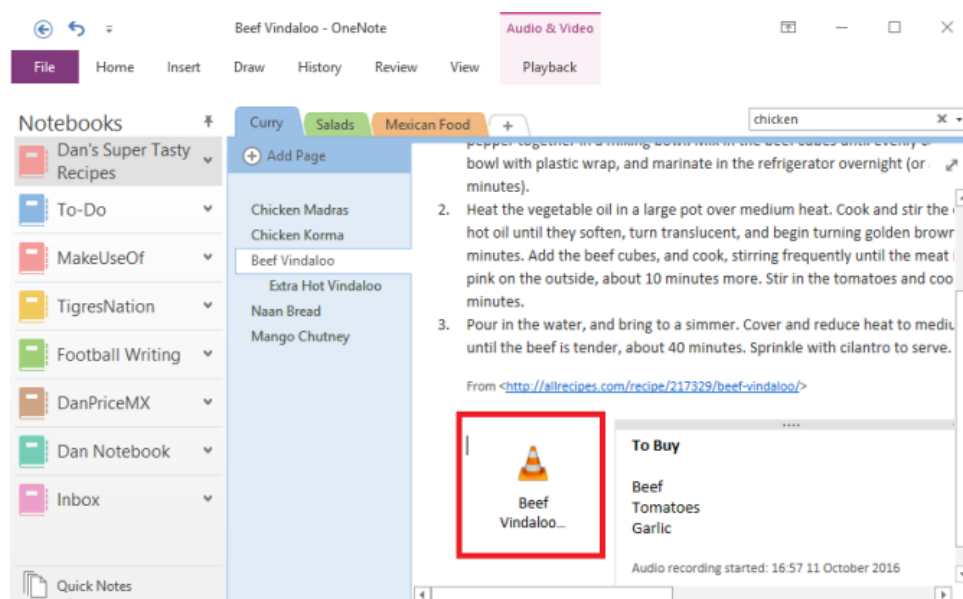 Beef Vindaloo - OneNote
Audio & Video
File
Home
Insert
Draw
History
Review
View
Playback
Notebooks
Dan's Super Tasty
Recipes
To-Do
MakeUseOf
TigresNation
Football Writing
DanPriceMX
Dan Notebook
Inbox
Quick Notes
Curry
Salads
Mexican Food
+
chicken
Add Page
Chicken Madras
Chicken Korma
Beef Vindaloo
Extra Hot Vindaloo
Naan Bread
Mango Chutney
bowl with plastic wrap, and marinate in the refrigerator overnight (or
minutes).
2. Heat the vegetable oil in a large pot over medium heat. Cook and stir the
hot oil until they soften, turn translucent, and begin turning golden brown
minutes. Add the beef cubes, and cook, stirring frequently until the meat
pink on the outside, about 10 minutes more. Stir in the tomatoes and coo
minutes.
3. Pour in the water, and bring to a simmer. Cover and reduce heat to mediu
until the beef is tender, about 40 minutes. Sprinkle with cilantro to serve.
From <http://allrecipes.com/recipe/217329/beef-vindaloo/>
Beef
Vindaloo...
To Buy
Beef
Tomatoes
Garlic
Audio recording started: 16:57 11 October 2016